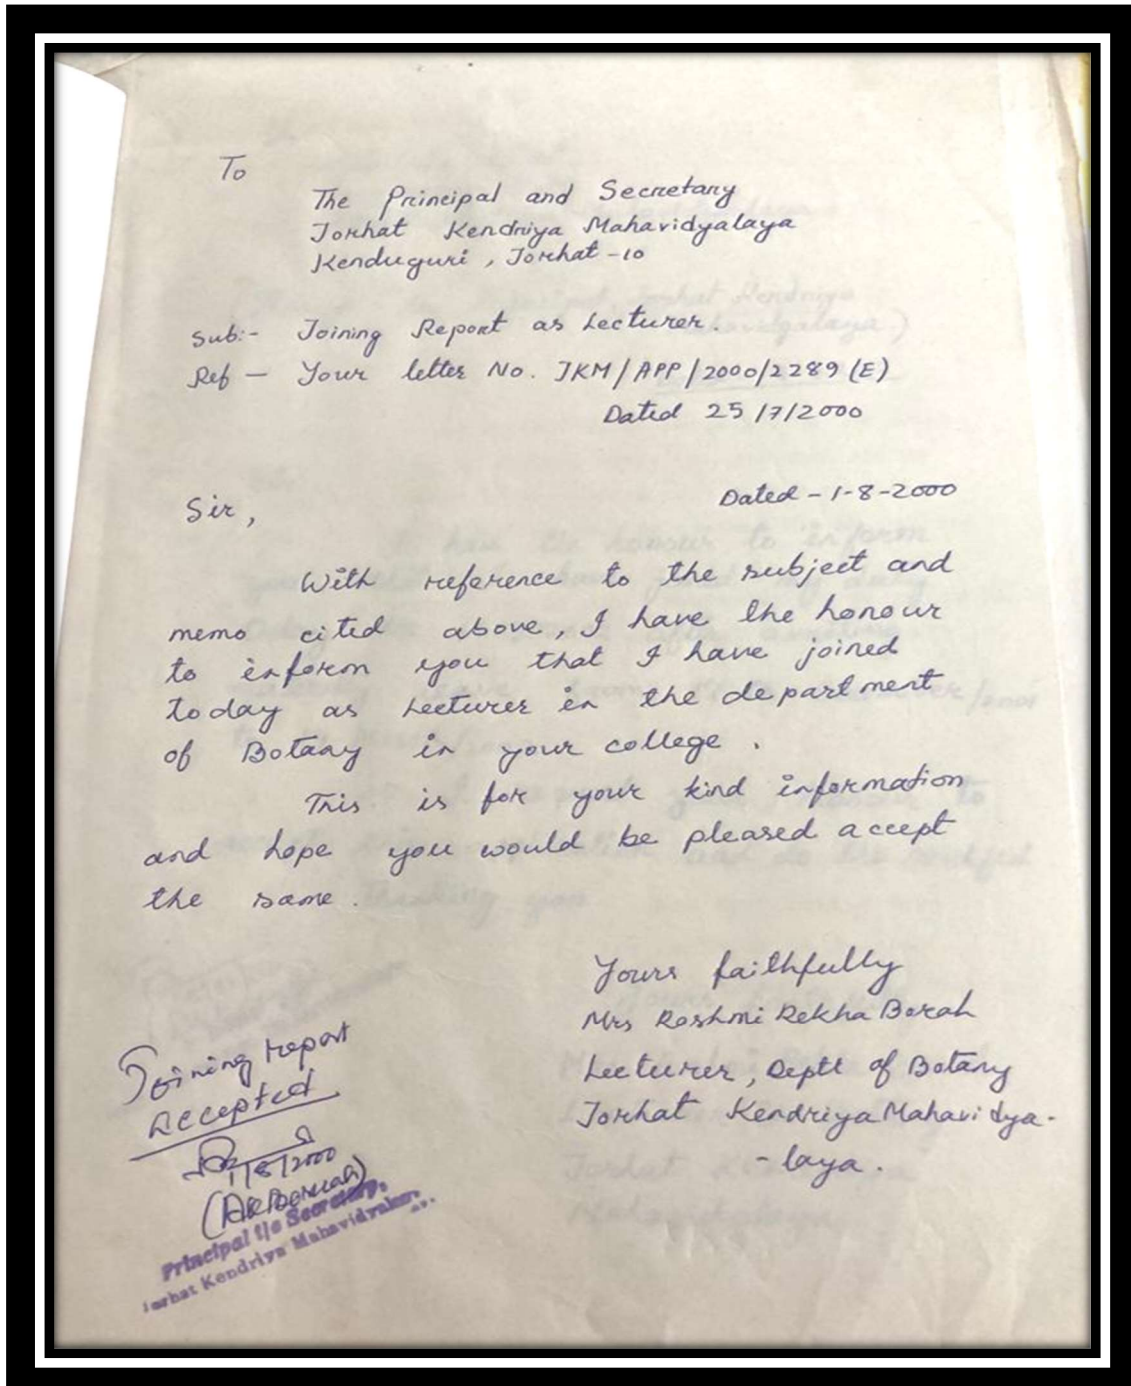 To
The Principal and Secretary
Jorhat Kendriya Mahavidyalaya
Kenduguri, Jorhat-10
Sub:- Joining Report as Lecturer.
Ref — Your letter No. JKM/APP/2000/2289 (E)
Dated 25/7/2000
Dated - 1-8-2000
Sir,
With reference to the subject and
memo cited above, I have the honour
to inform you that I have joined
today as Lecturer in the department
of Botany in your college.
This is for your kind information
and hope you would be pleased accept
the same.
Yours faithfully
Mrs Rashmi Rekha Borah
Lecturer, Deptt of Botany
Jorhat Kendriya Mahavidya-
-laya.
Joining report
Accepted
1/8/2000
Principal i/c Secretary,
Jorhat Kendriya Mahavidyalaya